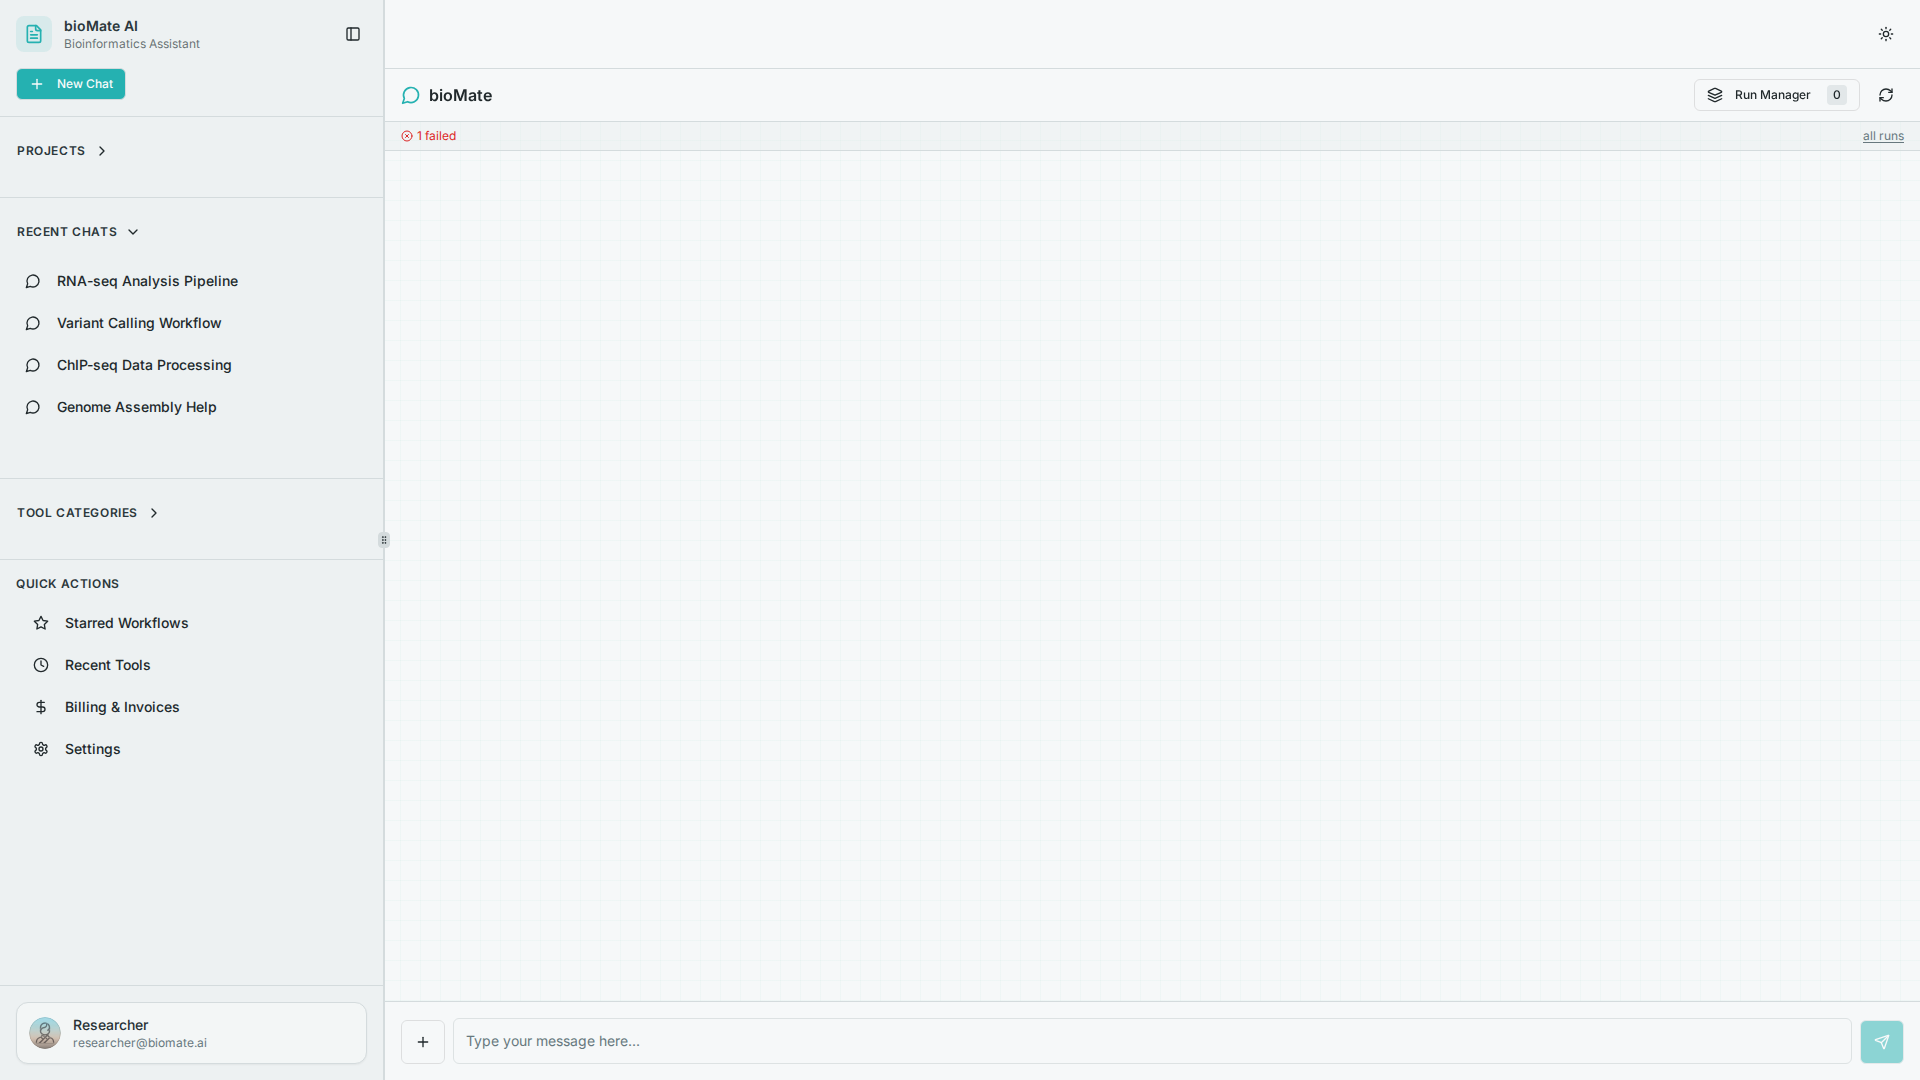 bioMate AI
Bioinformatics Assistant
New Chat
PROJECTS
RECENT CHATS
RNA-seq Analysis Pipeline
Variant Calling Workflow
ChIP-seq Data Processing
Genome Assembly Help
TOOL CATEGORIES
QUICK ACTIONS
Starred Workflows
Recent Tools
Billing & Invoices
Settings
Researcher
researcher@biomate.ai
bioMate
Run Manager 0
1 failed
all runs
Type your message here...